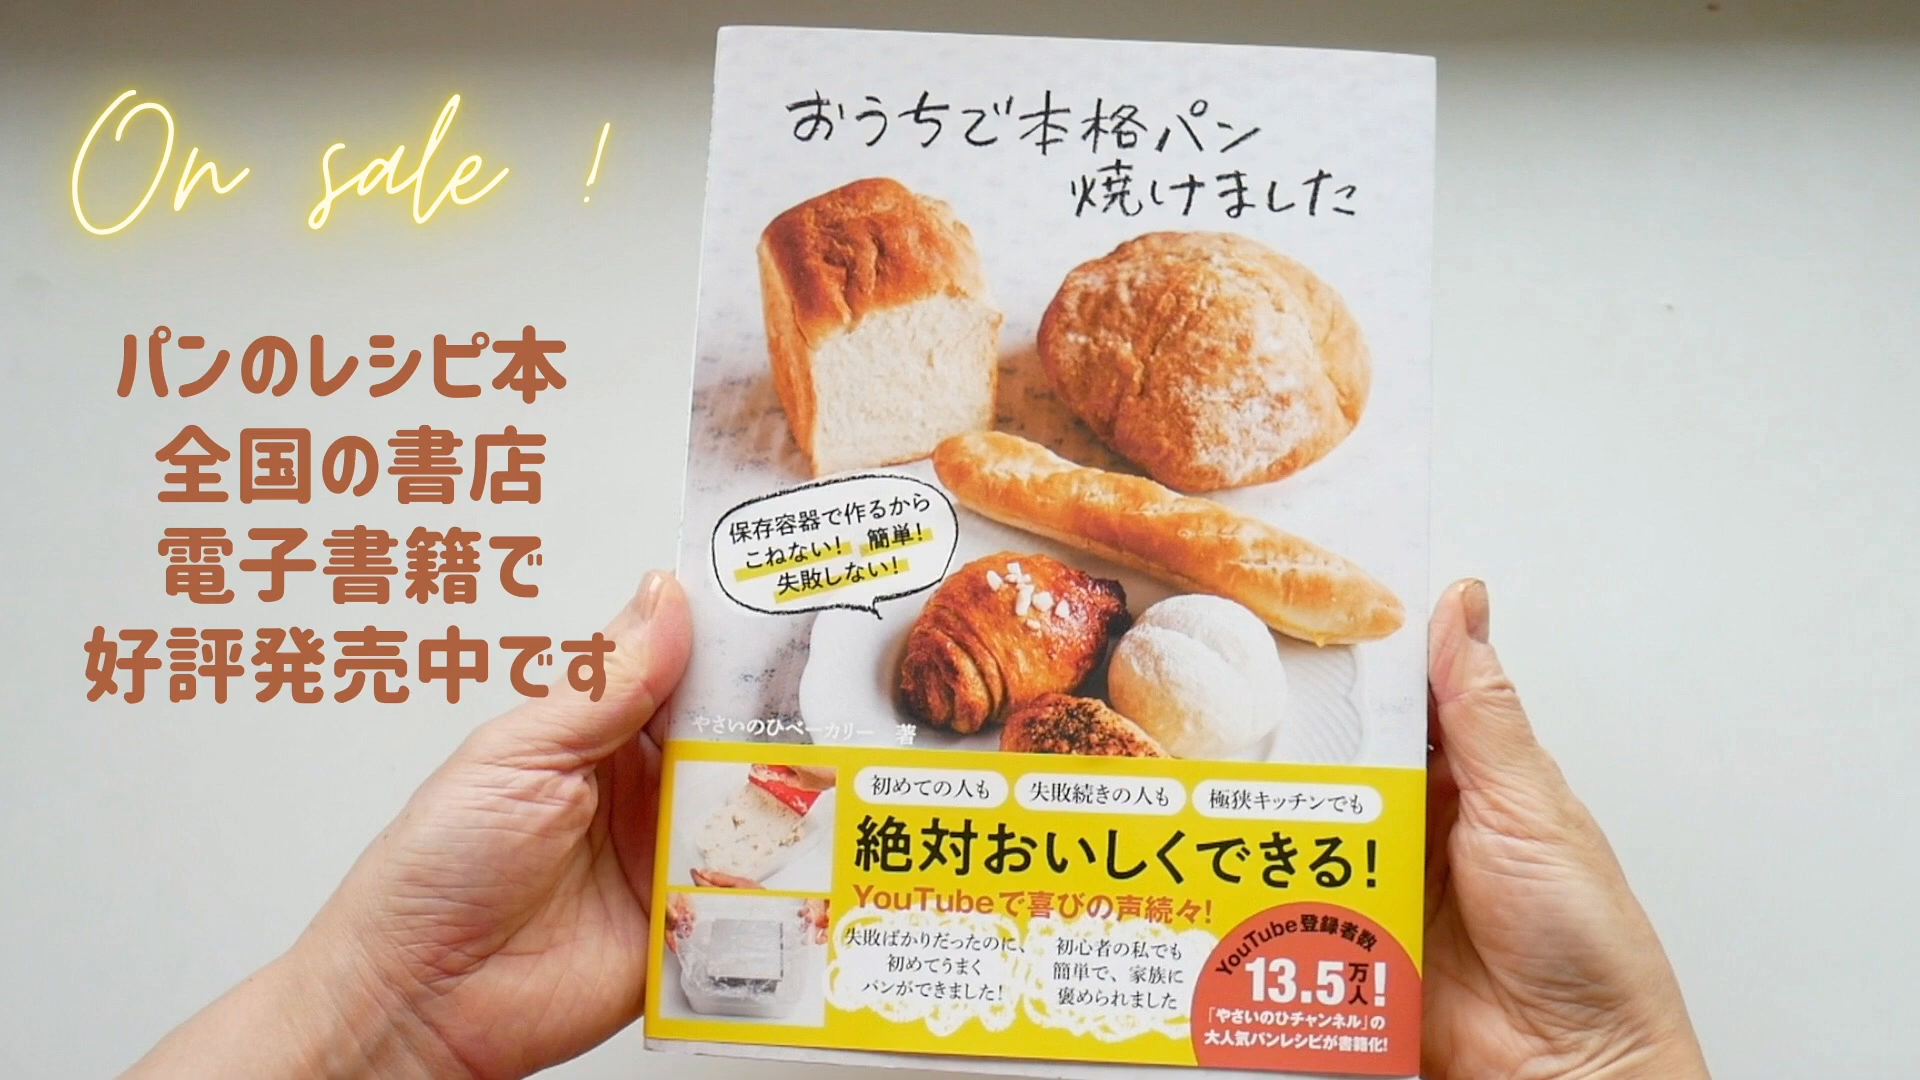 On sale !
パンのレシピ本
全国の書店
電子書籍で
好評発売中です
おうちで本格パン
焼けました
保存容器で作るから
こねない! 簡単!
失敗しない!
やさいのひベーカリー 著
初めての人も 失敗続きの人も 極狭キッチンでも
絶対おいしくできる!
YouTubeで喜びの声続々!
失敗ばかりだったのに、
初めてうまく
パンができました!
初心者の私でも
簡単で、家族に
褒められました
YouTube登録者数
13.5万人!
「やさいのひチャンネル」の
大人気パンレシピが書籍化!